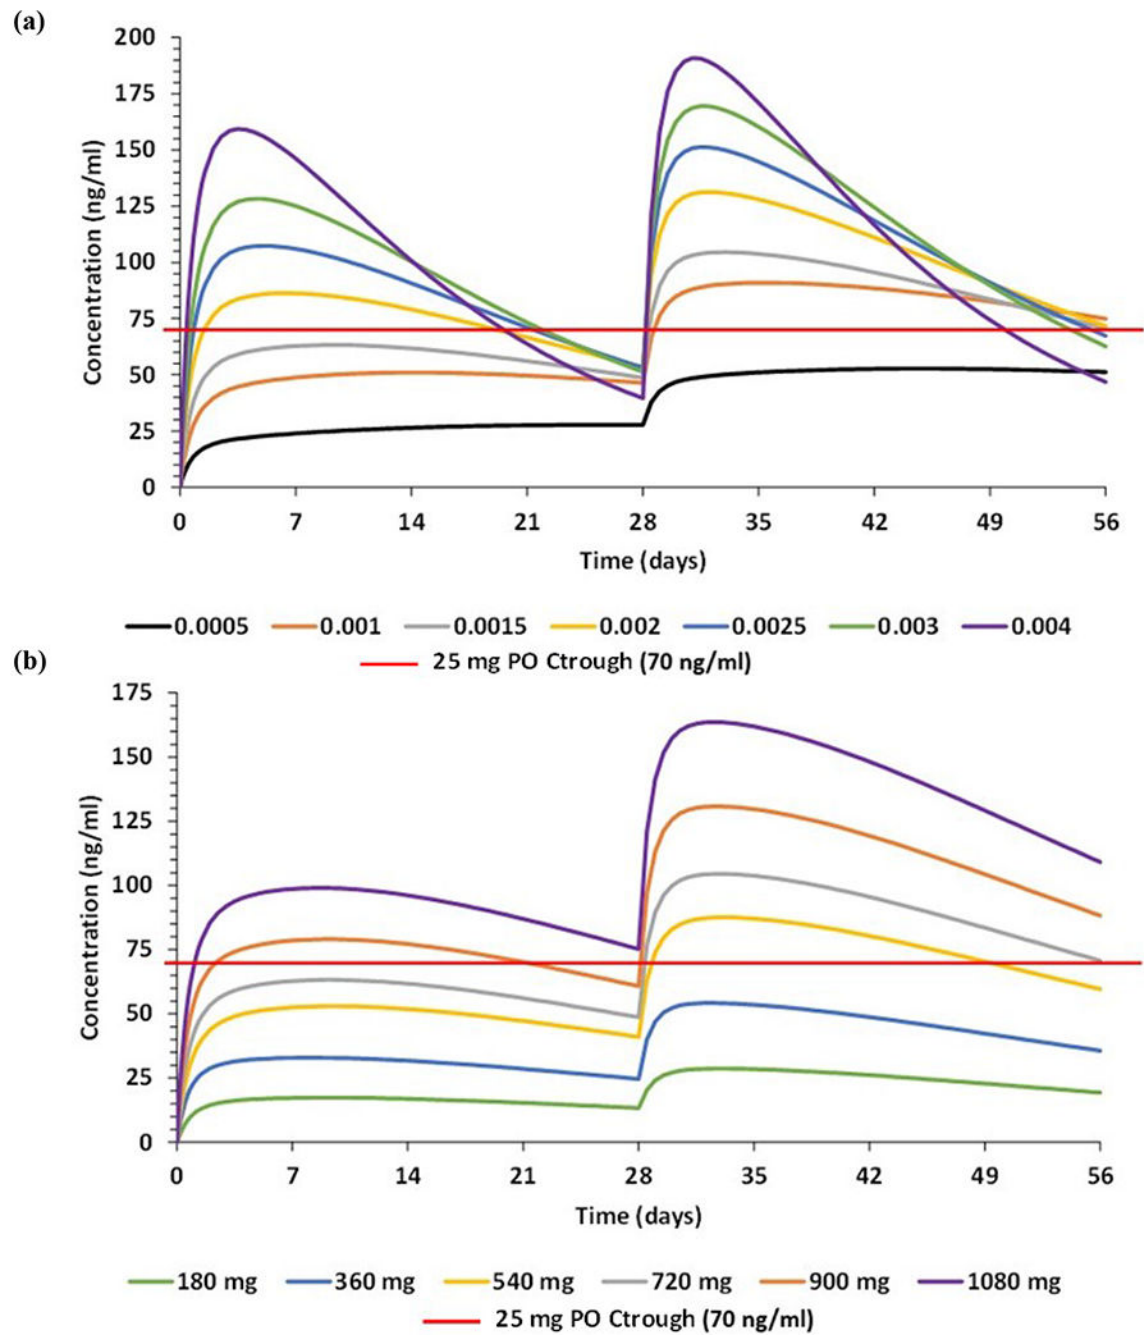 (a)
200
175
150
125
100
75
50
25
0
Concentration (ng/ml)
0 7 14 21 28 35 42 49 56
Time (days)
0.0005 0.001 0.0015 0.002 0.0025 0.003 0.004
25 mg PO Ctrough (70 ng/ml)
(b)
175
150
125
100
75
50
25
0
Concentration (ng/ml)
0 7 14 21 28 35 42 49 56
Time (days)
180 mg 360 mg 540 mg 720 mg 900 mg 1080 mg
25 mg PO Ctrough (70 ng/ml)